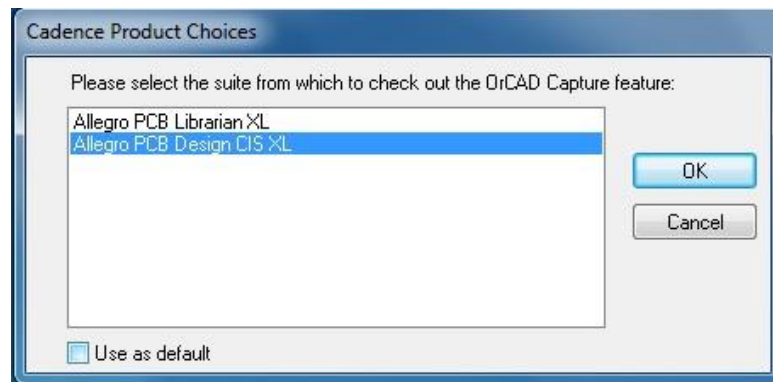 Cadence Product Choices
Please select the suite from which to check out the OrCAD Capture feature:
Allegro PCB Librarian XL
Allegro PCB Design CIS XL
OK
Cancel
Use as default